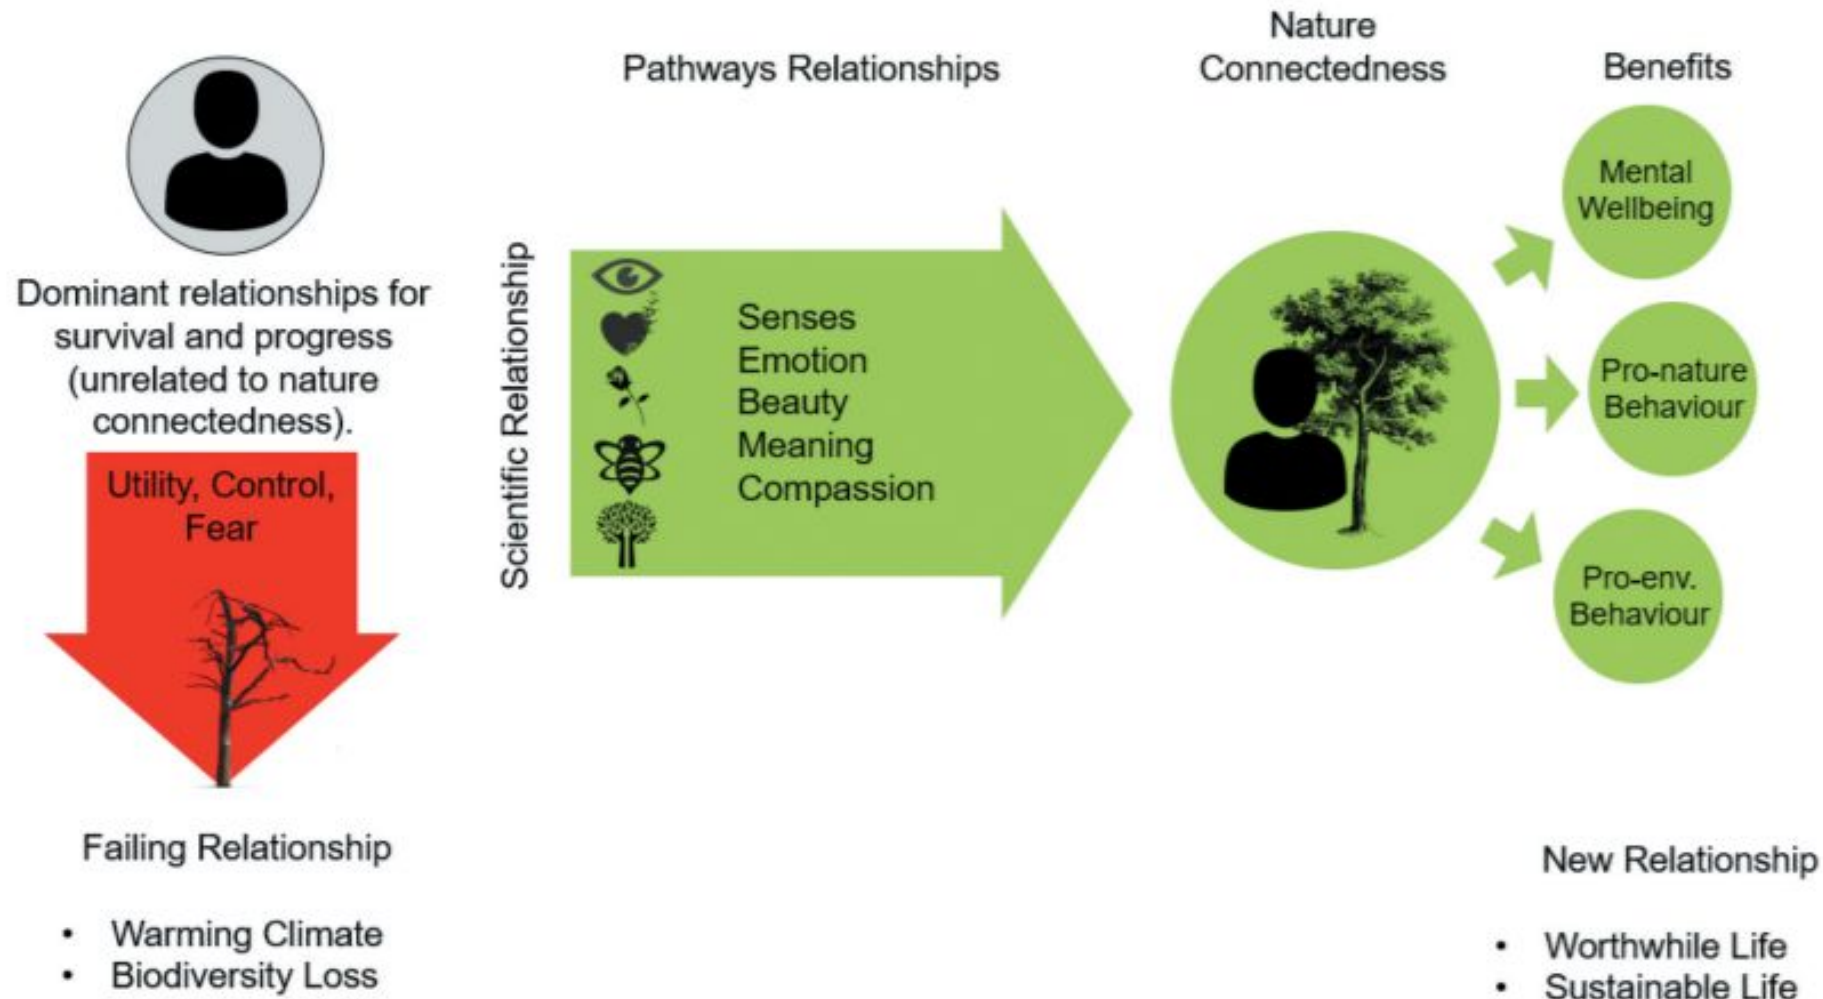 Dominant relationships for
survival and progress
(unrelated to nature
connectedness).
Utility, Control,
Fear
Failing Relationship
• Warming Climate
• Biodiversity Loss
Scientific Relationship
Pathways Relationships
Senses
Emotion
Beauty
Meaning
Compassion
Nature
Connectedness
Benefits
Mental
Wellbeing
Pro-nature
Behaviour
Pro-env.
Behaviour
New Relationship
• Worthwhile Life
• Sustainable Life